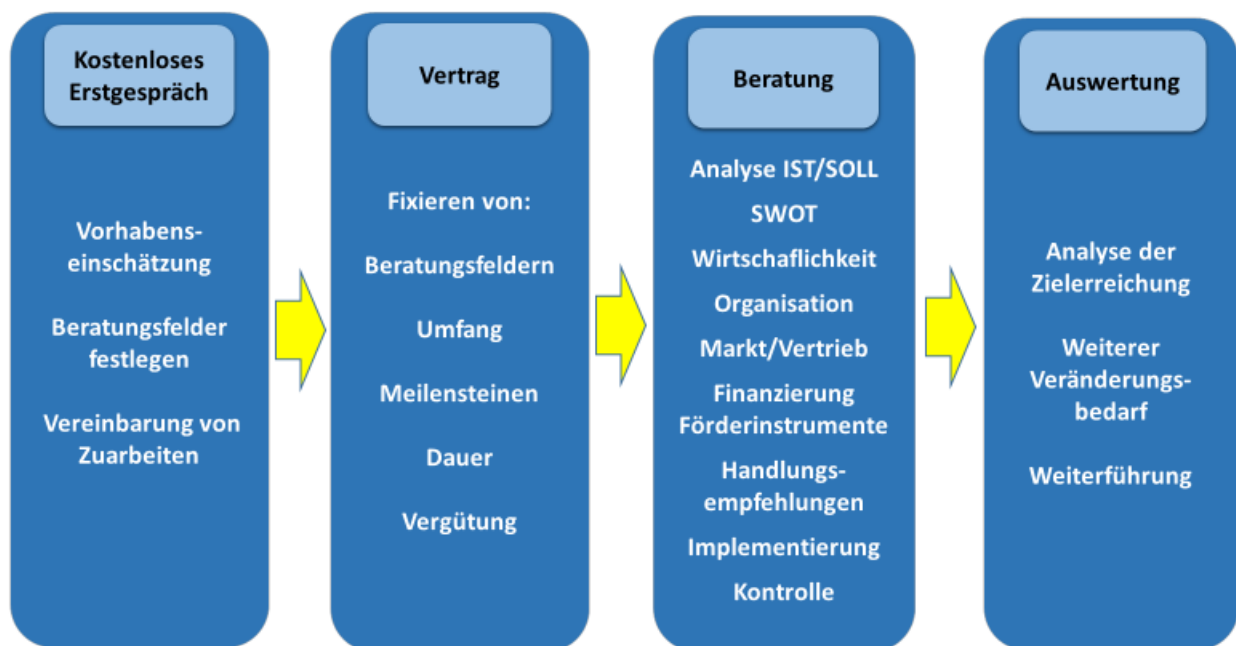 Kostenloses
Erstgespräch
Vorhabens-
einschätzung
Beratungsfelder
festlegen
Vereinbarung von
Zuarbeiten
Vertrag
Fixieren von:
Beratungsfeldern
Umfang
Meilensteinen
Dauer
Vergütung
Beratung
Analyse IST/SOLL
SWOT
Wirtschaflichkeit
Organisation
Markt/Vertrieb
Finanzierung
Förderinstrumente
Handlungs-
empfehlungen
Implementierung
Kontrolle
Auswertung
Analyse der
Zielerreichung
Weiterer
Veränderungs-
bedarf
Weiterführung